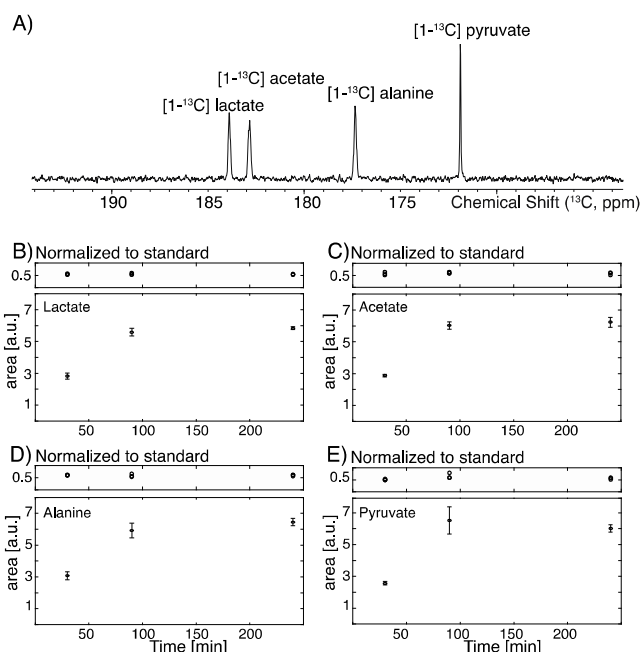 A)
[1-¹³C] pyruvate
[1-¹³C] acetate
[1-¹³C] alanine
[1-¹³C] lactate
190 185 180 175 Chemical Shift (¹³C, ppm)
B) Normalized to standard
0.5
7
Lactate
5
3
1
area [a.u.]
50 100 150 200
C) Normalized to standard
0.5
7
Acetate
5
3
1
area [a.u.]
50 100 150 200
D) Normalized to standard
0.5
7
Alanine
5
3
1
area [a.u.]
50 100 150 200
Time [min]
E) Normalized to standard
0.5
7
Pyruvate
5
3
1
area [a.u.]
50 100 150 200
Time [min]